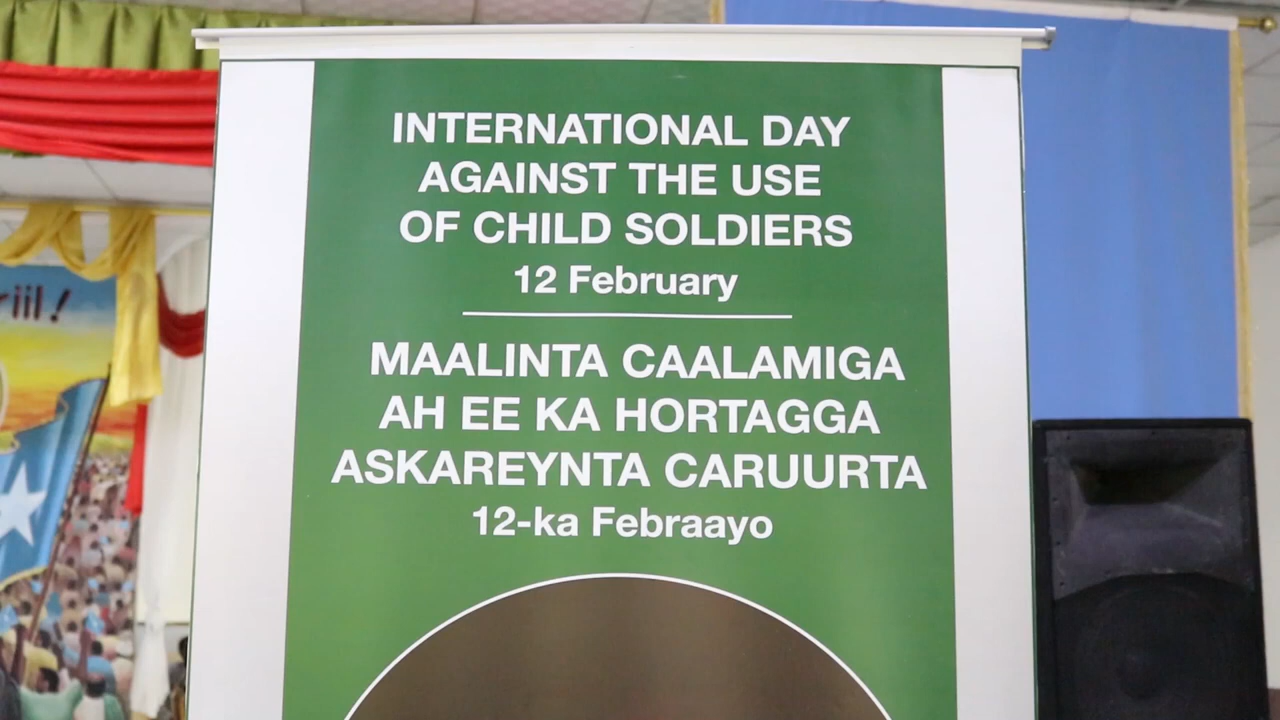 INTERNATIONAL DAY
AGAINST THE USE
OF CHILD SOLDIERS
12 February
MAALINTA CAALAMIGA
AH EE KA HORTAGGA
ASKAREYNTA CARUURTA
12-ka Febraayo